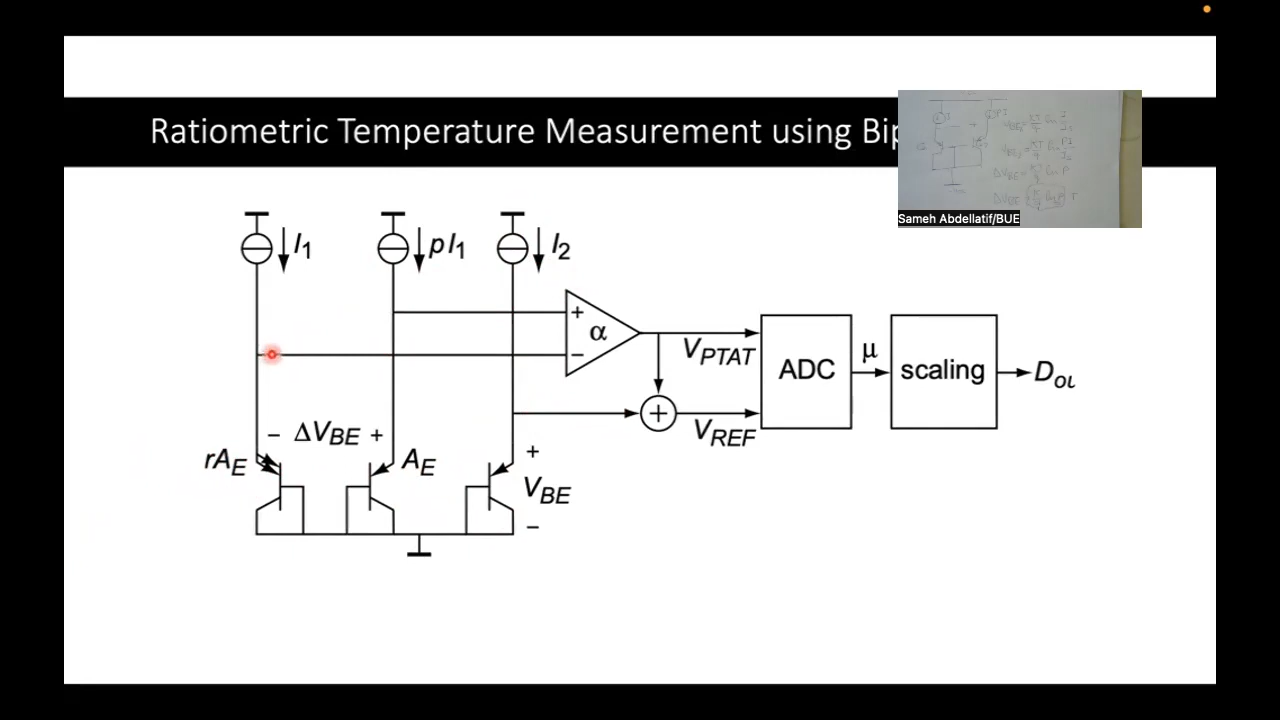 Ratiometric Temperature Measurement using Bip
Sameh Abdellatif/BUE
I1
pI1
I2
+
α
−
VPTAT
ADC
μ
scaling
DOU
+
VREF
− ΔVBE +
rAE
AE
+
VBE
−